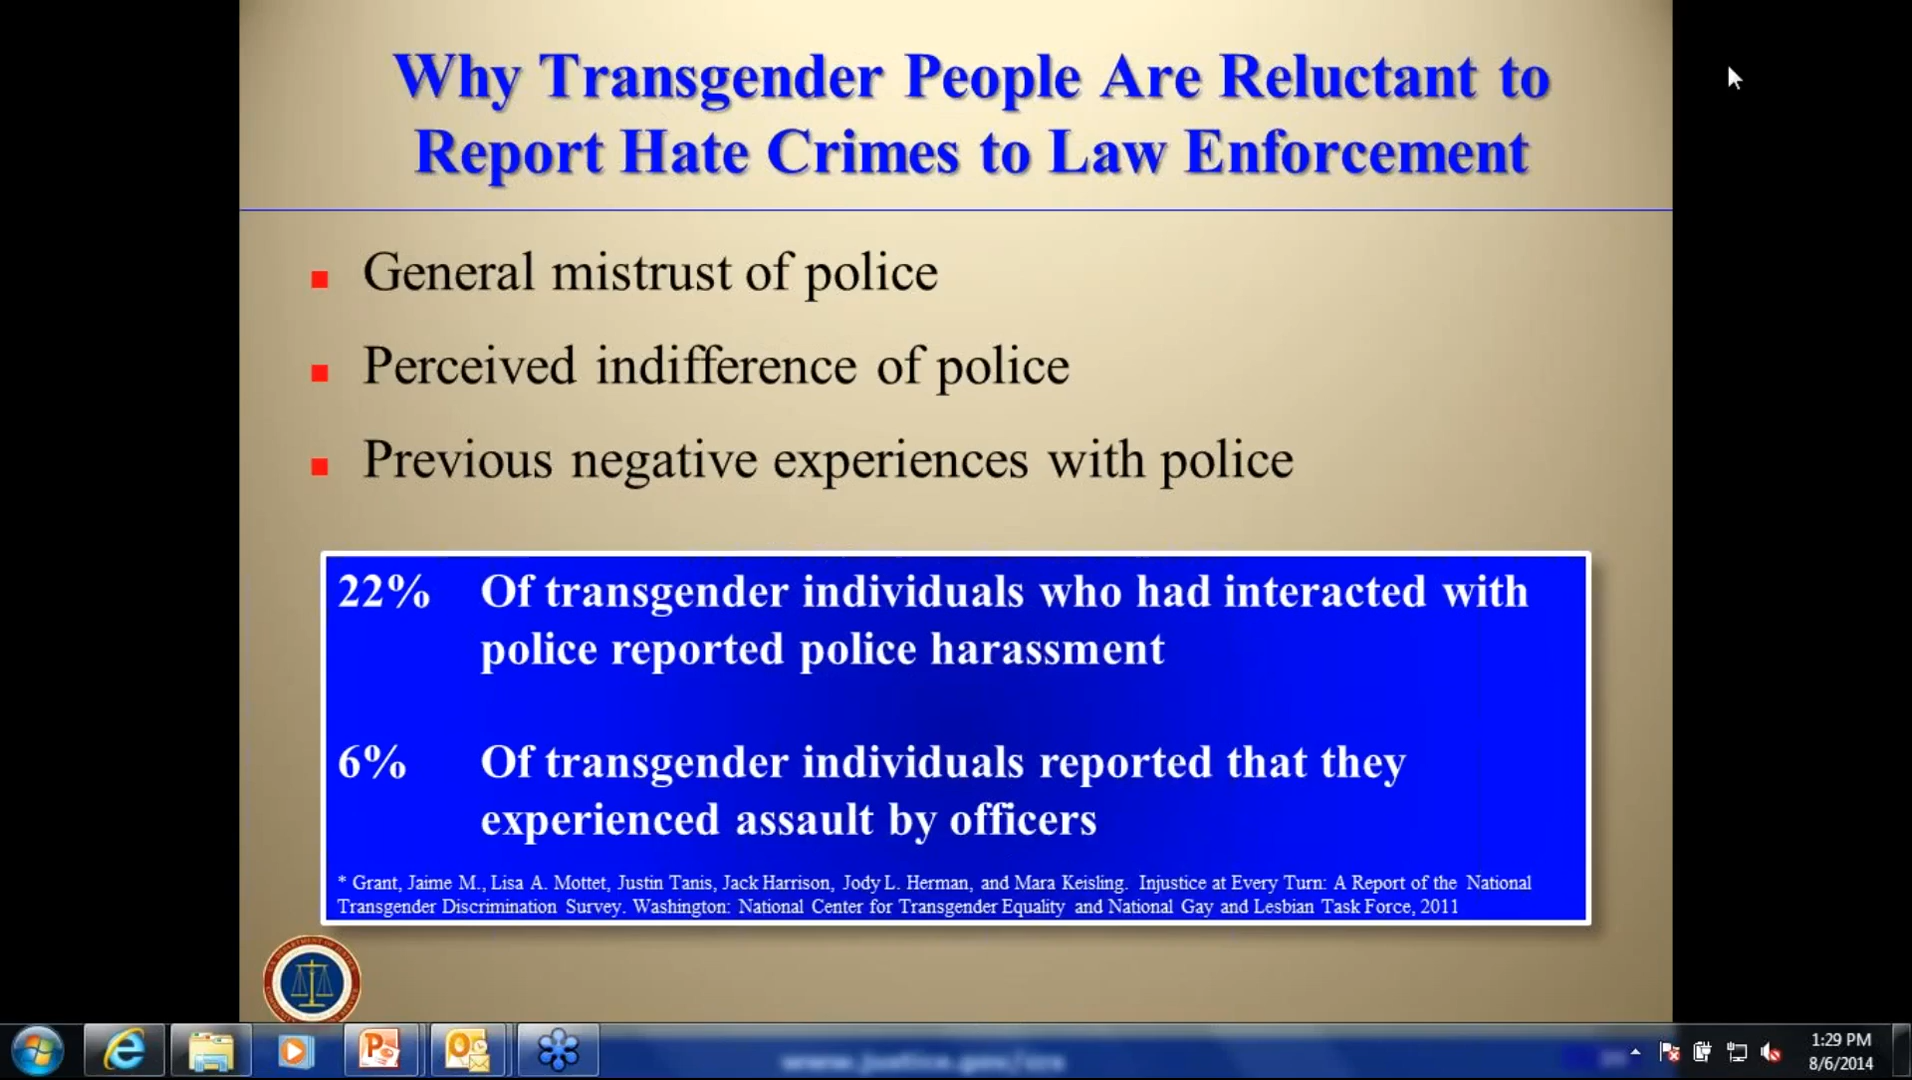 Why Transgender People Are Reluctant to
Report Hate Crimes to Law Enforcement
General mistrust of police
Perceived indifference of police
Previous negative experiences with police
22% Of transgender individuals who had interacted with
police reported police harassment
6% Of transgender individuals reported that they
experienced assault by officers
* Grant, Jaime M., Lisa A. Mottet, Justin Tanis, Jack Harrison, Jody L. Herman, and Mara Keisling. Injustice at Every Turn: A Report of the National
Transgender Discrimination Survey. Washington: National Center for Transgender Equality and National Gay and Lesbian Task Force, 2011
www.justice.gov/crs
1:29 PM
8/6/2014